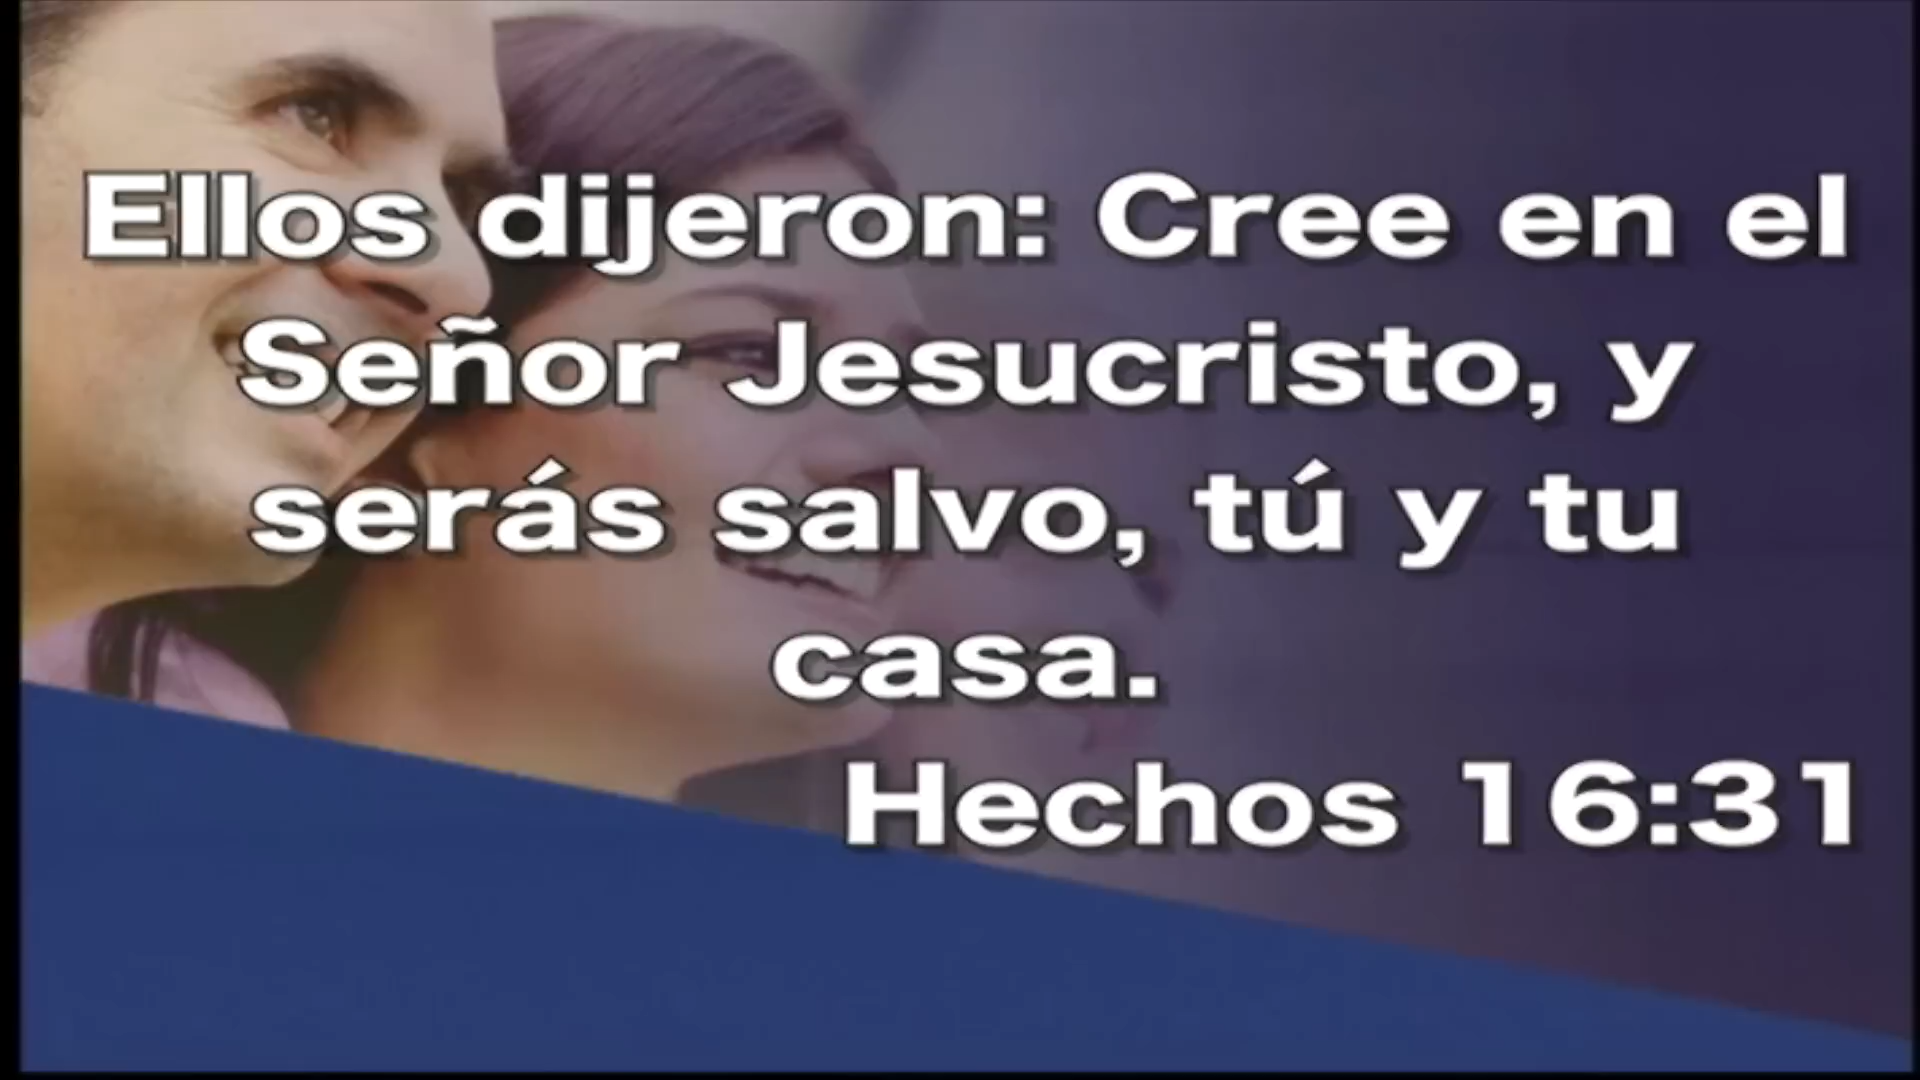 Ellos dijeron: Cree en el
Señor Jesucristo, y
serás salvo, tú y tu
casa.
Hechos 16:31